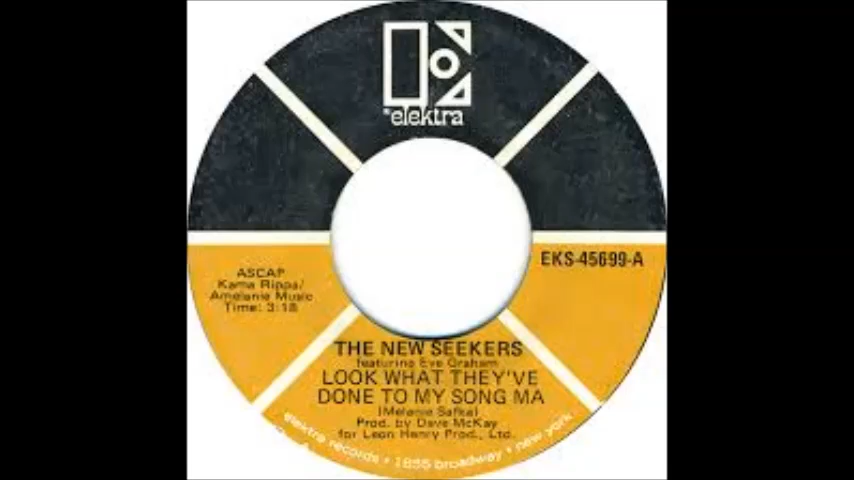 elektra
EKS-45699-A
ASCAP
Kama Rippa/
Amelanie Music
Time: 3:18
THE NEW SEEKERS
featuring Eve Graham
LOOK WHAT THEY'VE
DONE TO MY SONG MA
(Melanie Safka)
Prod. by Dave McKay
for Leon Henry Prod., Ltd.
elektra records • 1855 broadway • new york